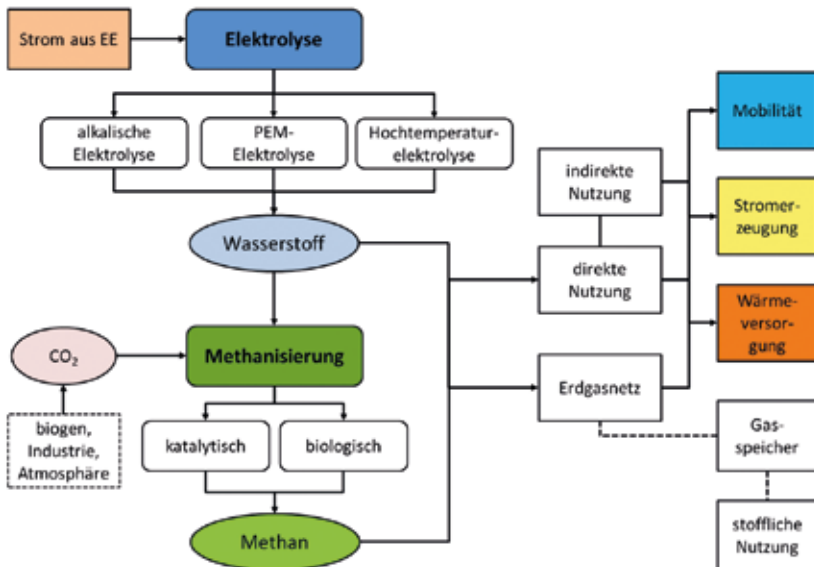 Strom aus EE
Elektrolyse
alkalische
Elektrolyse
PEM-
Elektrolyse
Hochtemperatur-
elektrolyse
Wasserstoff
CO₂
Methanisierung
biogen,
Industrie,
Atmosphäre
katalytisch
biologisch
Methan
indirekte
Nutzung
direkte
Nutzung
Erdgasnetz
Mobilität
Stromer-
zeugung
Wärme-
versor-
gung
Gas-
speicher
stoffliche
Nutzung